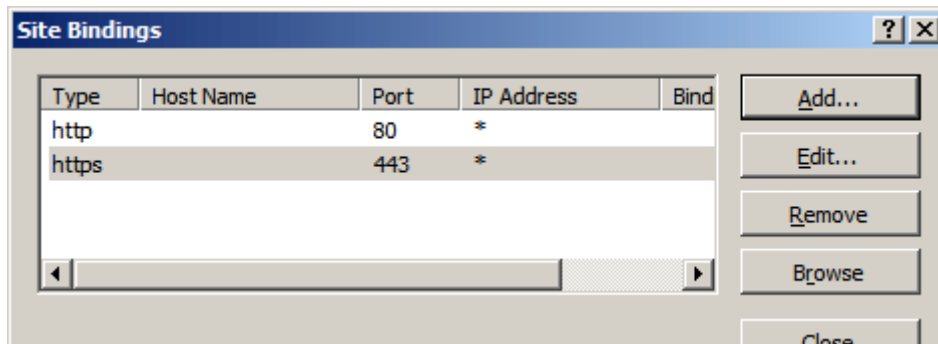 Site Bindings
Type Host Name Port IP Address Bind
http 80 *
https 443 *
Add...
Edit...
Remove
Browse
Close